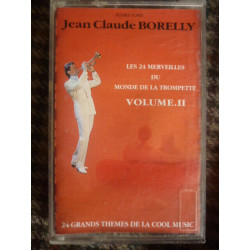 Jean Claude BORELLY
LES 24 MERVEILLES
DU
MONDE DE LA TROMPETTE
VOLUME.II
24 GRANDS THEMES DE LA COOL MUSIC